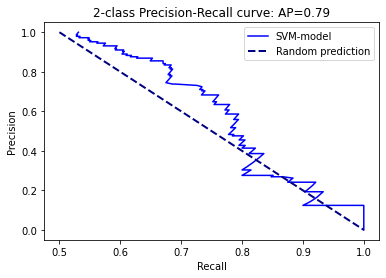 2-class Precision-Recall curve: AP=0.79
SVM-model
Random prediction
Precision
1.0
0.8
0.6
0.4
0.2
0.0
0.5 0.6 0.7 0.8 0.9 1.0
Recall